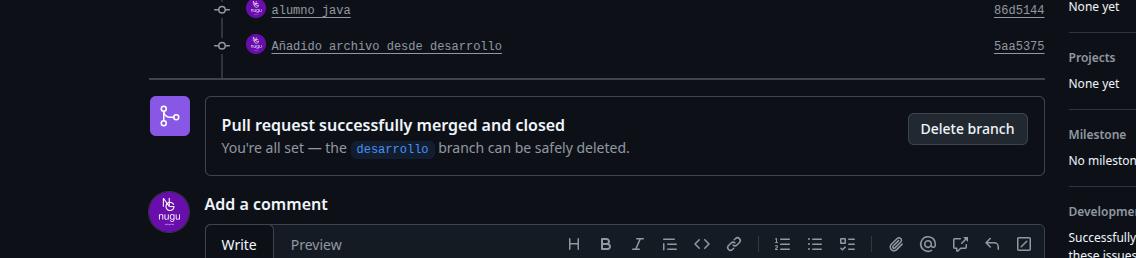 alumno java 86d5144
Añadido archivo desde desarrollo 5aa5375
Pull request successfully merged and closed
You're all set — the desarrollo branch can be safely deleted.
Delete branch
nugu
Add a comment
Write Preview
None yet
Projects
None yet
Milestone
No mileston
Developme
Successfully
these issues